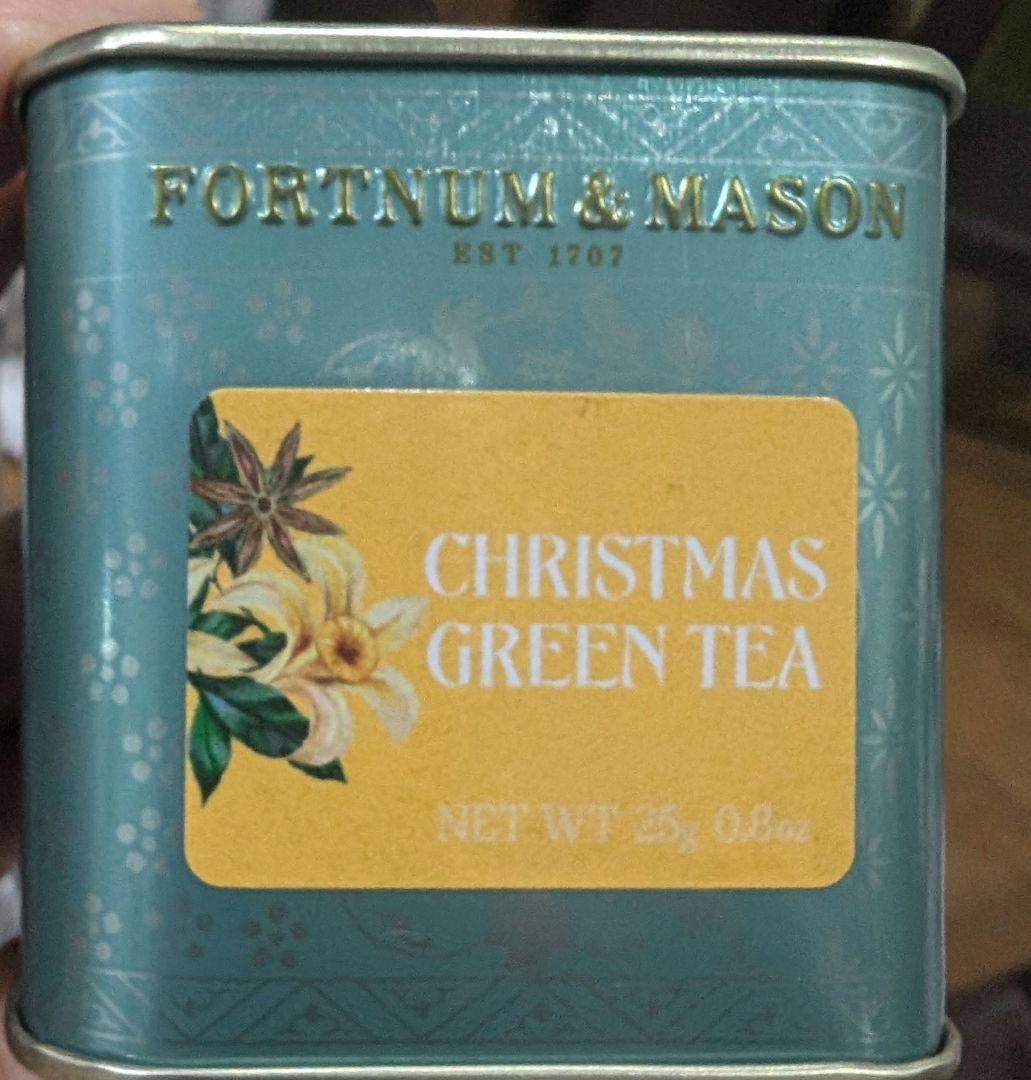 FORTNUM & MASON
EST 1707
CHRISTMAS
GREEN TEA
NET WT 25g 0.8oz